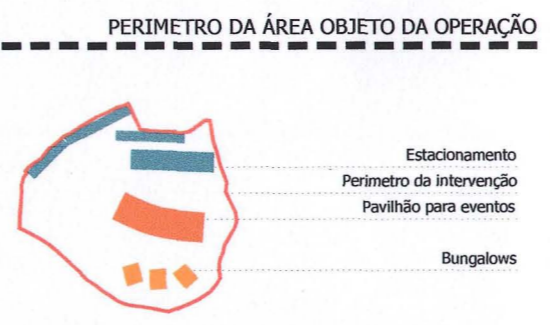 PERIMETRO DA ÁREA OBJETO DA OPERAÇÃO
Estacionamento
Perimetro da intervenção
Pavilhão para eventos
Bungalows